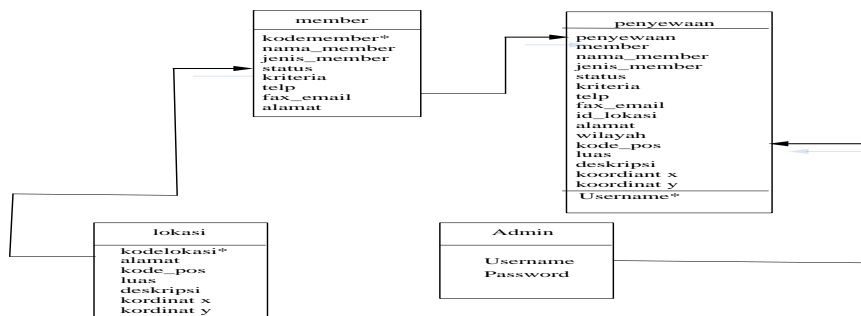 member
kodemember*
nama_member
jenis_member
status
kriteria
telp
fax_email
alamat
penyewaan
penyewaan
member
nama_member
jenis_member
status
kriteria
telp
fax_email
id_lokasi
alamat
wilayah
kode_pos
luas
deskripsi
koordiant x
koordinat y
Username*
lokasi
kodelokasi*
alamat
kode_pos
luas
deskripsi
kordinat x
kordinat y
Admin
Username
Password